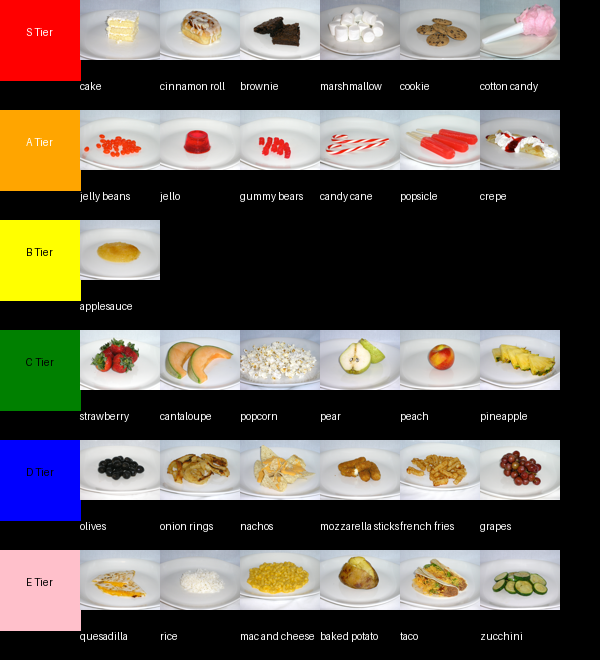 S Tier
cake cinnamon roll brownie marshmallow cookie cotton candy
A Tier
jelly beans jello gummy bears candy cane popsicle crepe
B Tier
applesauce
C Tier
strawberry cantaloupe popcorn pear peach pineapple
D Tier
olives onion rings nachos mozzarella sticks french fries grapes
E Tier
quesadilla rice mac and cheese baked potato taco zucchini